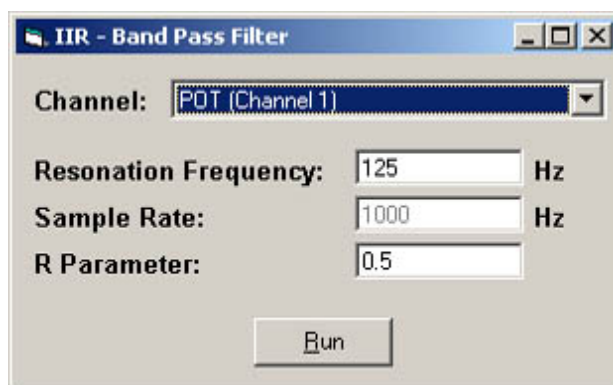 IIR - Band Pass Filter
Channel: POT (Channel 1)
Resonation Frequency: 125 Hz
Sample Rate: 1000 Hz
R Parameter: 0.5
Run